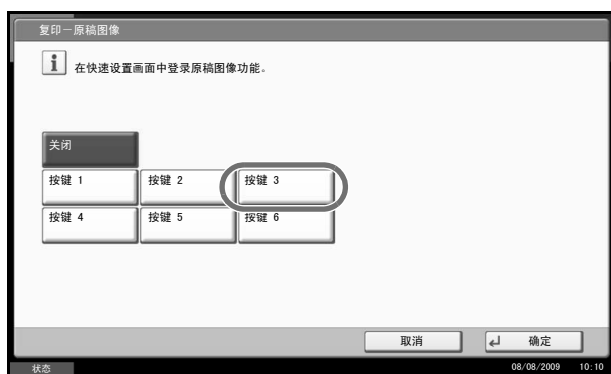 复印－原稿图像
i 在快速设置画面中登录原稿图像功能。
关闭
按键 1 按键 2 按键 3
按键 4 按键 5 按键 6
取消 确定
状态 08/08/2009 10:10